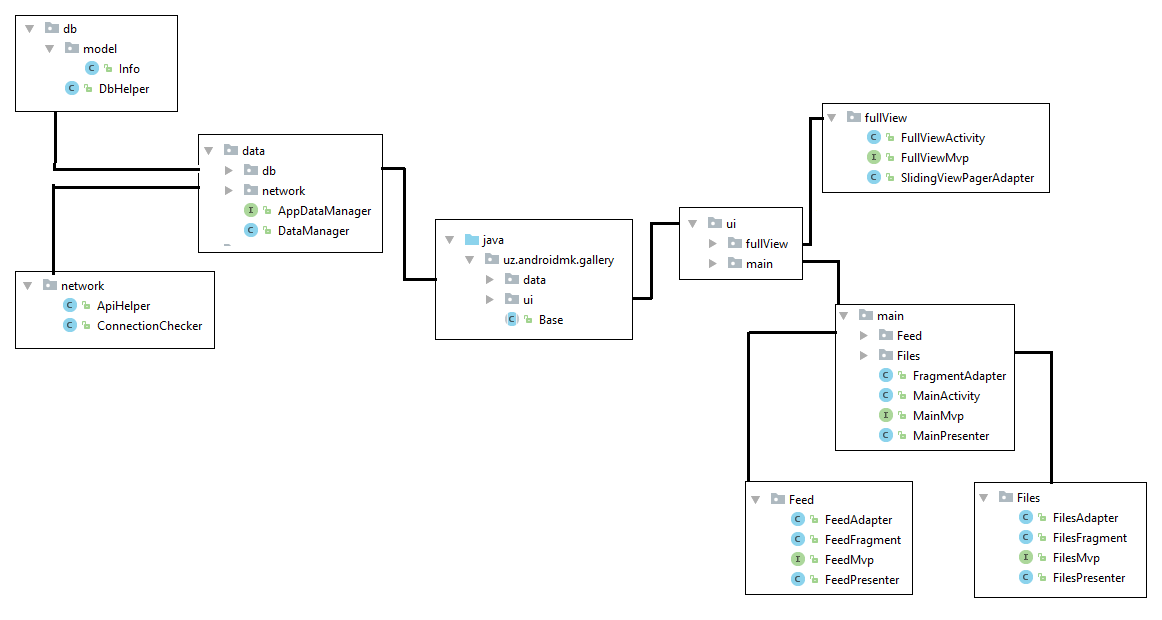 db
model
C Info
C DbHelper
data
db
network
I AppDataManager
C DataManager
network
C ApiHelper
C ConnectionChecker
java
uz.androidmk.gallery
data
ui
C Base
ui
fullView
main
fullView
C FullViewActivity
I FullViewMvp
C SlidingViewPagerAdapter
main
Feed
Files
C FragmentAdapter
C MainActivity
I MainMvp
C MainPresenter
Feed
C FeedAdapter
C FeedFragment
I FeedMvp
C FeedPresenter
Files
C FilesAdapter
C FilesFragment
I FilesMvp
C FilesPresenter